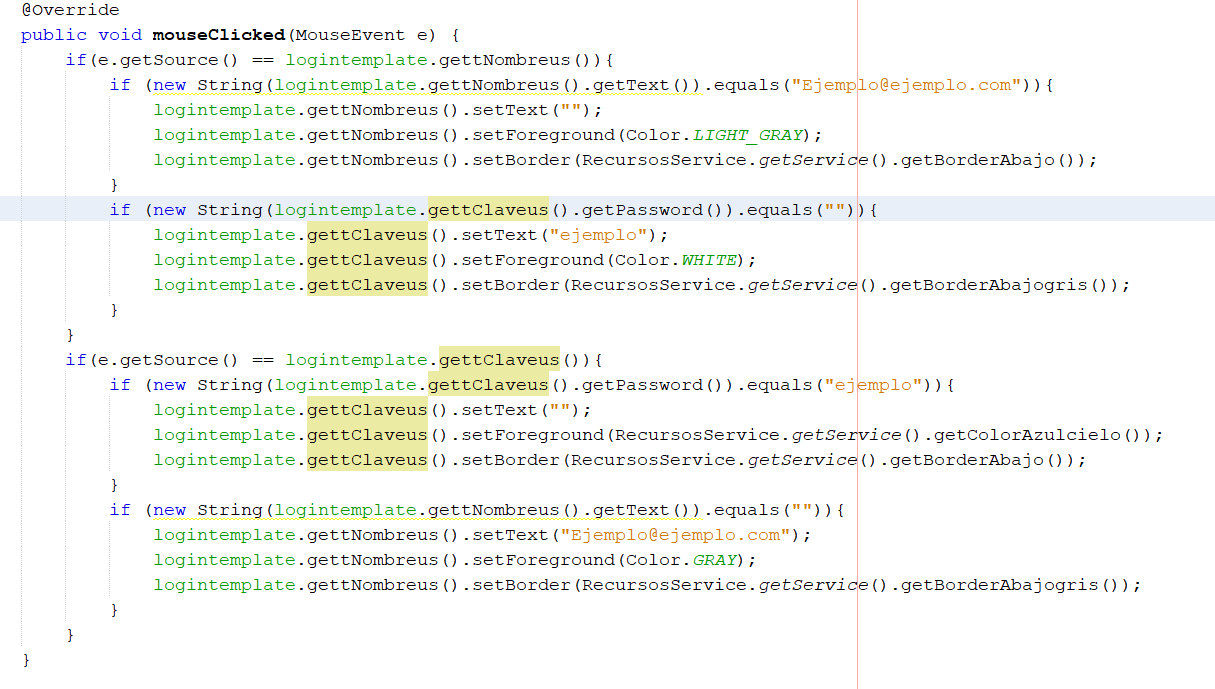 @Override
public void mouseClicked(MouseEvent e) {
    if(e.getSource() == logintemplate.gettNombreus()){
        if (new String(logintemplate.gettNombreus().getText()).equals("Ejemplo@ejemplo.com")){
            logintemplate.gettNombreus().setText("");
            logintemplate.gettNombreus().setForeground(Color.LIGHT_GRAY);
            logintemplate.gettNombreus().setBorder(RecursosService.getService().getBorderAbajo());
        }
        if (new String(logintemplate.gettClaveus().getPassword()).equals("")){
            logintemplate.gettClaveus().setText("ejemplo");
            logintemplate.gettClaveus().setForeground(Color.WHITE);
            logintemplate.gettClaveus().setBorder(RecursosService.getService().getBorderAbajogris());
        }
    }
    if(e.getSource() == logintemplate.gettClaveus()){
        if (new String(logintemplate.gettClaveus().getPassword()).equals("ejemplo")){
            logintemplate.gettClaveus().setText("");
            logintemplate.gettClaveus().setForeground(RecursosService.getService().getColorAzulcielo());
            logintemplate.gettClaveus().setBorder(RecursosService.getService().getBorderAbajo());
        }
        if (new String(logintemplate.gettNombreus().getText()).equals("")){
            logintemplate.gettNombreus().setText("Ejemplo@ejemplo.com");
            logintemplate.gettNombreus().setForeground(Color.GRAY);
            logintemplate.gettNombreus().setBorder(RecursosService.getService().getBorderAbajogris());
        }
    }
}